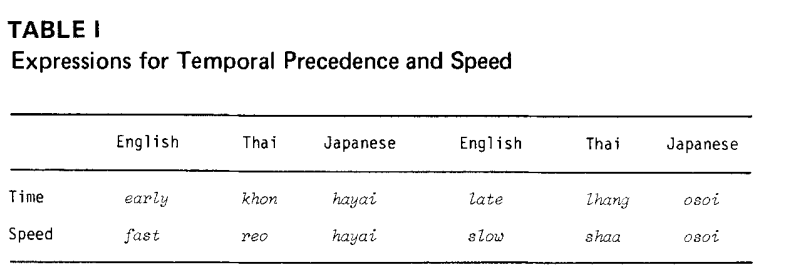 TABLE I
Expressions for Temporal Precedence and Speed
English Thai Japanese English Thai Japanese
Time early khon hayai late lhang osoi
Speed fast reo hayai slow shaa osoi